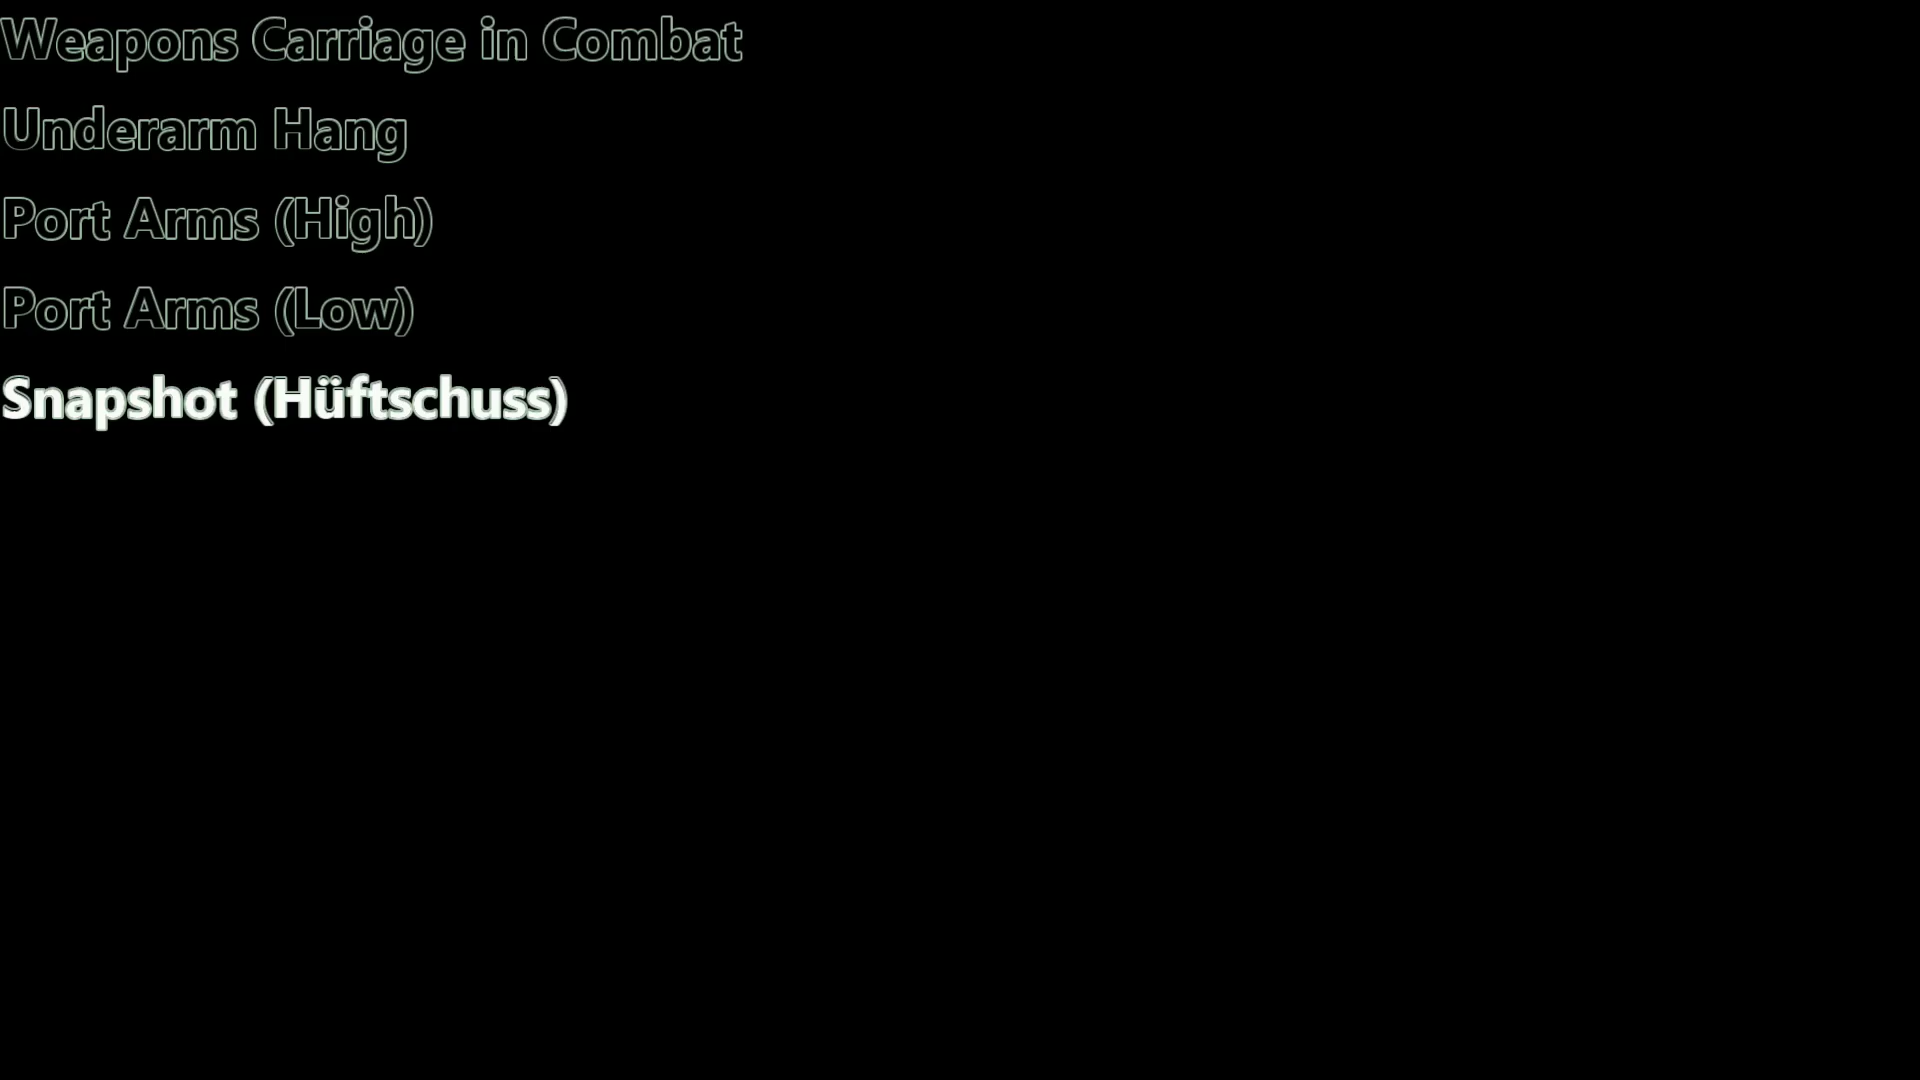 Weapons Carriage in Combat
Underarm Hang
Port Arms (High)
Port Arms (Low)
Snapshot (Hüftschuss)